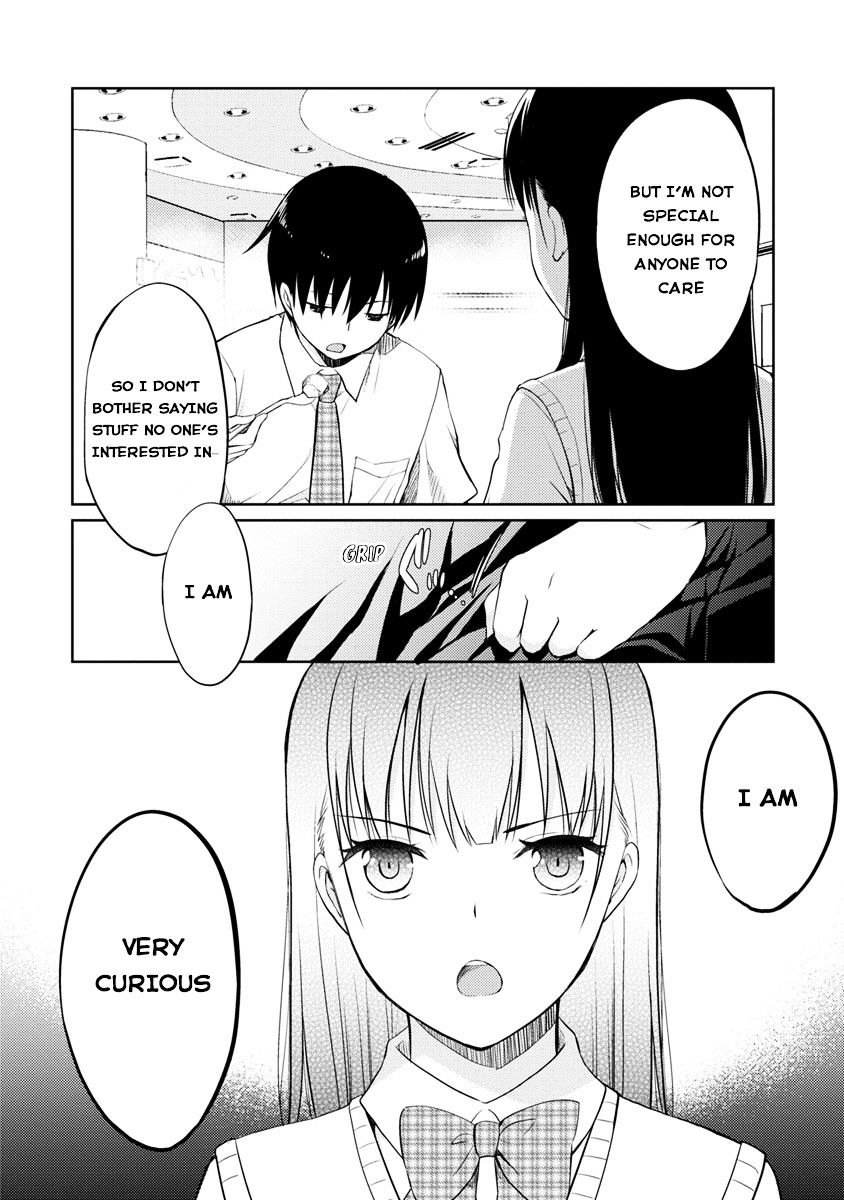 BUT I'M NOT
SPECIAL
ENOUGH FOR
ANYONE TO
CARE
SO I DON'T
BOTHER SAYING
STUFF NO ONE'S
INTERESTED IN
GRIP
I AM
I AM
VERY
CURIOUS